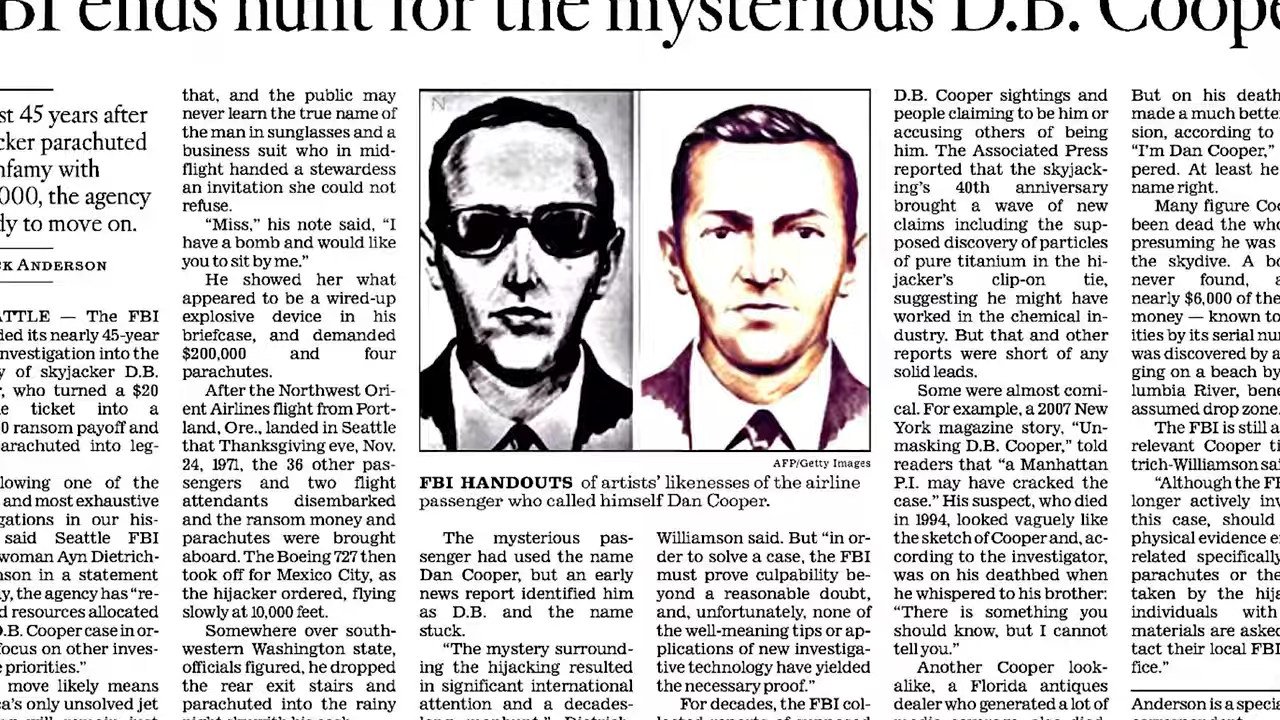 BI ends hunt for the mysterious D.B. Coope
st 45 years after
cker parachuted
nfamy with
000, the agency
dy to move on.
CK ANDERSON
ATTLE — The FBI
ded its nearly 45-year
nvestigation into the
y of skyjacker D.B.
r, who turned a $20
e ticket into a
0 ransom payoff and
arachuted into leg-
lowing one of the
and most exhaustive
gations in our his-
said Seattle FBI
woman Ayn Dietrich-
nson in a statement
y, the agency has “re-
d resources allocated
D.B. Cooper case in or-
focus on other inves-
e priorities.”
move likely means
ca’s only unsolved jet
that, and the public may
never learn the true name of
the man in sunglasses and a
business suit who in mid-
flight handed a stewardess
an invitation she could not
refuse.
“Miss,” his note said, “I
have a bomb and would like
you to sit by me.”
He showed her what
appeared to be a wired-up
explosive device in his
briefcase, and demanded
$200,000 and four
parachutes.
After the Northwest Ori-
ent Airlines flight from Port-
land, Ore., landed in Seattle
that Thanksgiving eve, Nov.
24, 1971, the 36 other pas-
sengers and two flight
attendants disembarked
and the ransom money and
parachutes were brought
aboard. The Boeing 727 then
took off for Mexico City, as
the hijacker ordered, flying
slowly at 10,000 feet.
Somewhere over south-
western Washington state,
officials figured, he dropped
the rear exit stairs and
parachuted into the rainy
AFP/Getty Images
FBI HANDOUTS of artists’ likenesses of the airline
passenger who called himself Dan Cooper.
The mysterious pas-
senger had used the name
Dan Cooper, but an early
news report identified him
as D.B. and the name
stuck.
“The mystery surround-
ing the hijacking resulted
in significant international
attention and a decades-
Williamson said. But “in or-
der to solve a case, the FBI
must prove culpability be-
yond a reasonable doubt,
and, unfortunately, none of
the well-meaning tips or ap-
plications of new investiga-
tive technology have yielded
the necessary proof.”
For decades, the FBI col-
D.B. Cooper sightings and
people claiming to be him or
accusing others of being
him. The Associated Press
reported that the skyjack-
ing’s 40th anniversary
brought a wave of new
claims including the sup-
posed discovery of particles
of pure titanium in the hi-
jacker’s clip-on tie,
suggesting he might have
worked in the chemical in-
dustry. But that and other
reports were short of any
solid leads.
Some were almost comi-
cal. For example, a 2007 New
York magazine story, “Un-
masking D.B. Cooper,” told
readers that “a Manhattan
P.I. may have cracked the
case.” His suspect, who died
in 1994, looked vaguely like
the sketch of Cooper and, ac-
cording to the investigator,
was on his deathbed when
he whispered to his brother:
“There is something you
should know, but I cannot
tell you.”
Another Cooper look-
alike, a Florida antiques
dealer who generated a lot of
But on his death
made a much bette
sion, according to
“I’m Dan Cooper,”
pered. At least he
name right.
Many figure Coo
been dead the who
presuming he was
the skydive. A bo
never found, a
nearly $6,000 of the
money — known to
ities by its serial nu
was discovered by a
ging on a beach by
lumbia River, ben
assumed drop zone.
The FBI is still a
relevant Cooper ti
trich-Williamson sai
“Although the FB
longer actively inv
this case, should
physical evidence e
related specifically
parachutes or the
taken by the hija
individuals with
materials are asked
tact their local FBI
fice.”
Anderson is a speci